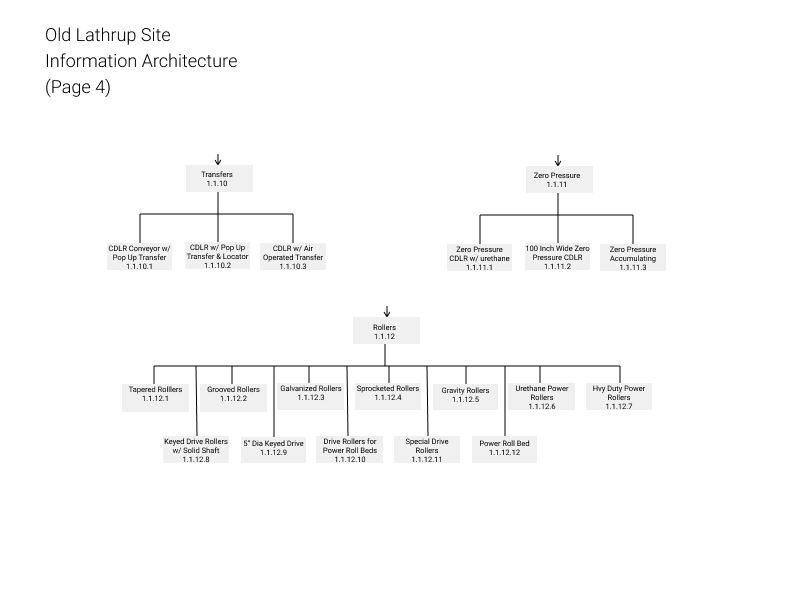 Old Lathrup Site
Information Architecture
(Page 4)
Transfers
1.1.10
CDLR Conveyor w/
Pop Up Transfer
1.1.10.1
CDLR w/ Pop Up
Transfer & Locator
1.1.10.2
CDLR w/ Air
Operated Transfer
1.1.10.3
Zero Pressure
1.1.11
Zero Pressure
CDLR w/ urethane
1.1.11.1
100 Inch Wide Zero
Pressure CDLR
1.1.11.2
Zero Pressure
Accumulating
1.1.11.3
Rollers
1.1.12
Tapered Rolllers
1.1.12.1
Grooved Rollers
1.1.12.2
Galvanized Rollers
1.1.12.3
Sprocketed Rollers
1.1.12.4
Gravity Rollers
1.1.12.5
Urethane Power
Rollers
1.1.12.6
Hvy Duty Power
Rollers
1.1.12.7
Keyed Drive Rollers
w/ Solid Shaft
1.1.12.8
5" Dia Keyed Drive
1.1.12.9
Drive Rollers for
Power Roll Beds
1.1.12.10
Special Drive
Rollers
1.1.12.11
Power Roll Bed
1.1.12.12